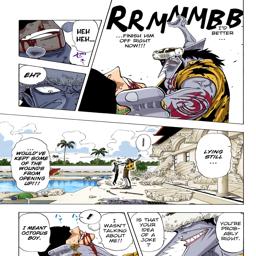 RRMMMMBB
I'D
BETTER
...
...FINISH HIM
OFF RIGHT
NOW!!!
HEH
HEH...
EH?
LYING
STILL
...
!
...
WOULD'VE
KEPT SOME
OF THE
WOUNDS
FROM
OPENING
UP!!!
YOU'RE
PROB-
ABLY
RIGHT.
IS THAT
YOUR
IDEA OF
A JOKE
?
I
WASN'T
TALKING
ABOUT
ME!!
I MEANT
OCTOPUS
BOY.